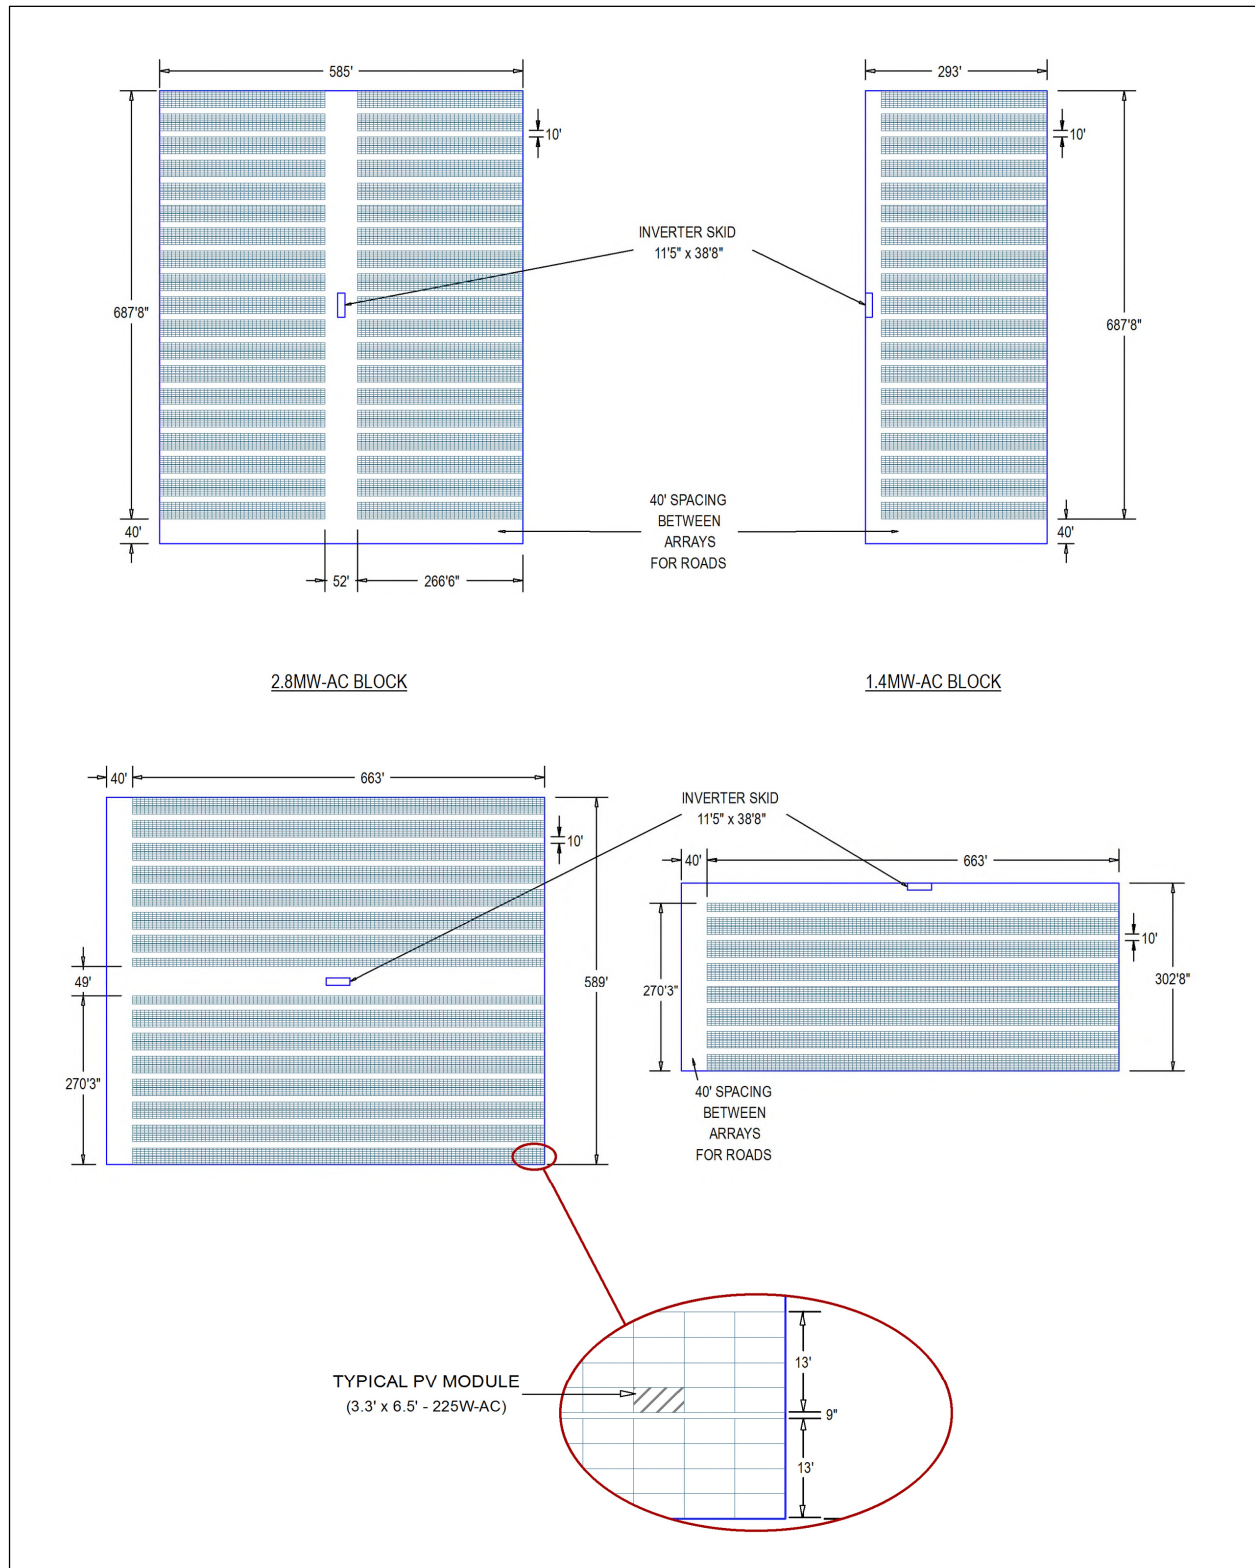 585'
293'
10'
10'
INVERTER SKID
11'5" x 38'8"
687'8"
687'8"
40' SPACING
BETWEEN
ARRAYS
FOR ROADS
40'
40'
52'
266'6"
2.8MW-AC BLOCK
1.4MW-AC BLOCK
40'
663'
INVERTER SKID
11'5" x 38'8"
10'
40'
663'
10'
49'
589'
270'3"
302'8"
270'3"
40' SPACING
BETWEEN
ARRAYS
FOR ROADS
TYPICAL PV MODULE
(3.3' x 6.5' - 225W-AC)
13'
9"
13'